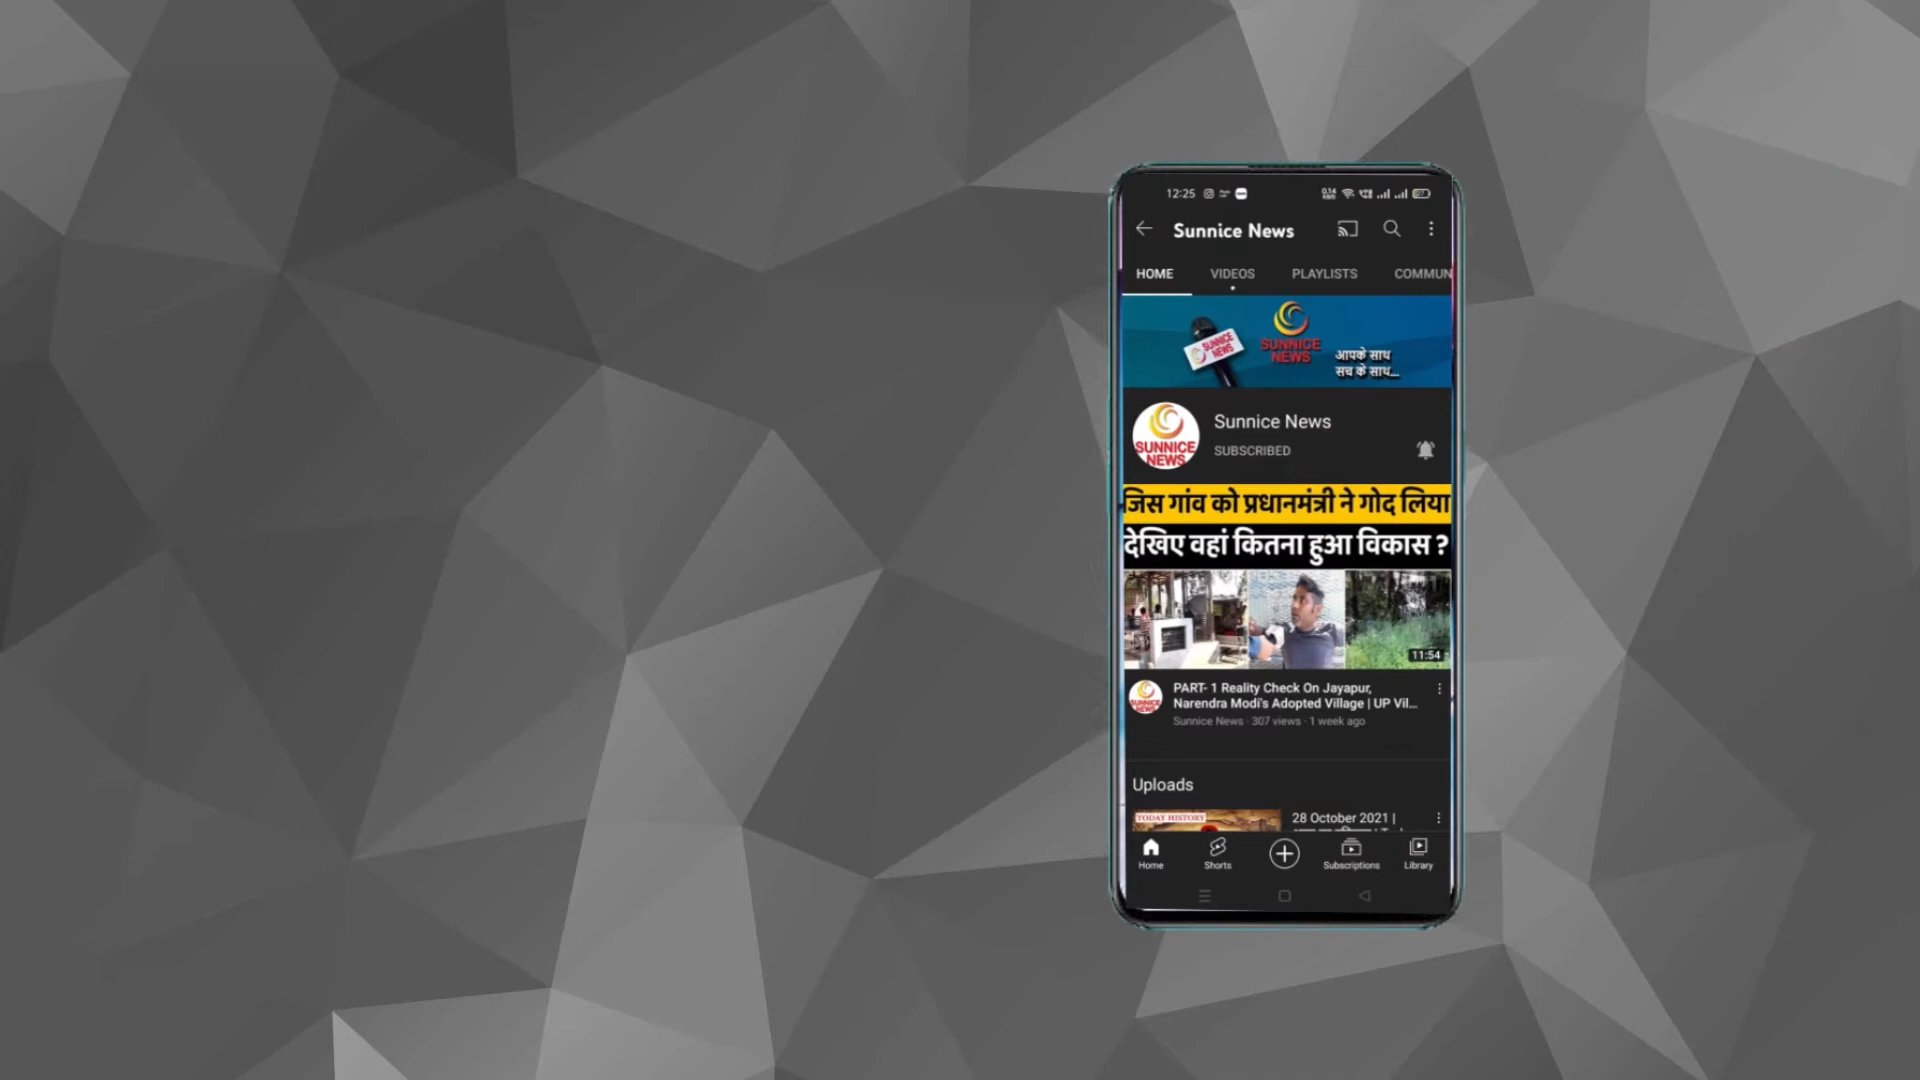 12:25
Sunnice News
HOME VIDEOS PLAYLISTS COMMUN
SUNNICE NEWS
SUNNICE
NEWS
आपके साथ
सच के साथ...
SUNNICE
NEWS
Sunnice News
SUBSCRIBED
जिस गांव को प्रधानमंत्री ने गोद लिया
देखिए वहां कितना हुआ विकास ?
11:54
SUNNICE
NEWS
PART- 1 Reality Check On Jayapur,
Narendra Modi's Adopted Village | UP Vil...
Sunnice News · 307 views · 1 week ago
Uploads
TODAY HISTORY
28 October 2021 |
Home Shorts Subscriptions Library